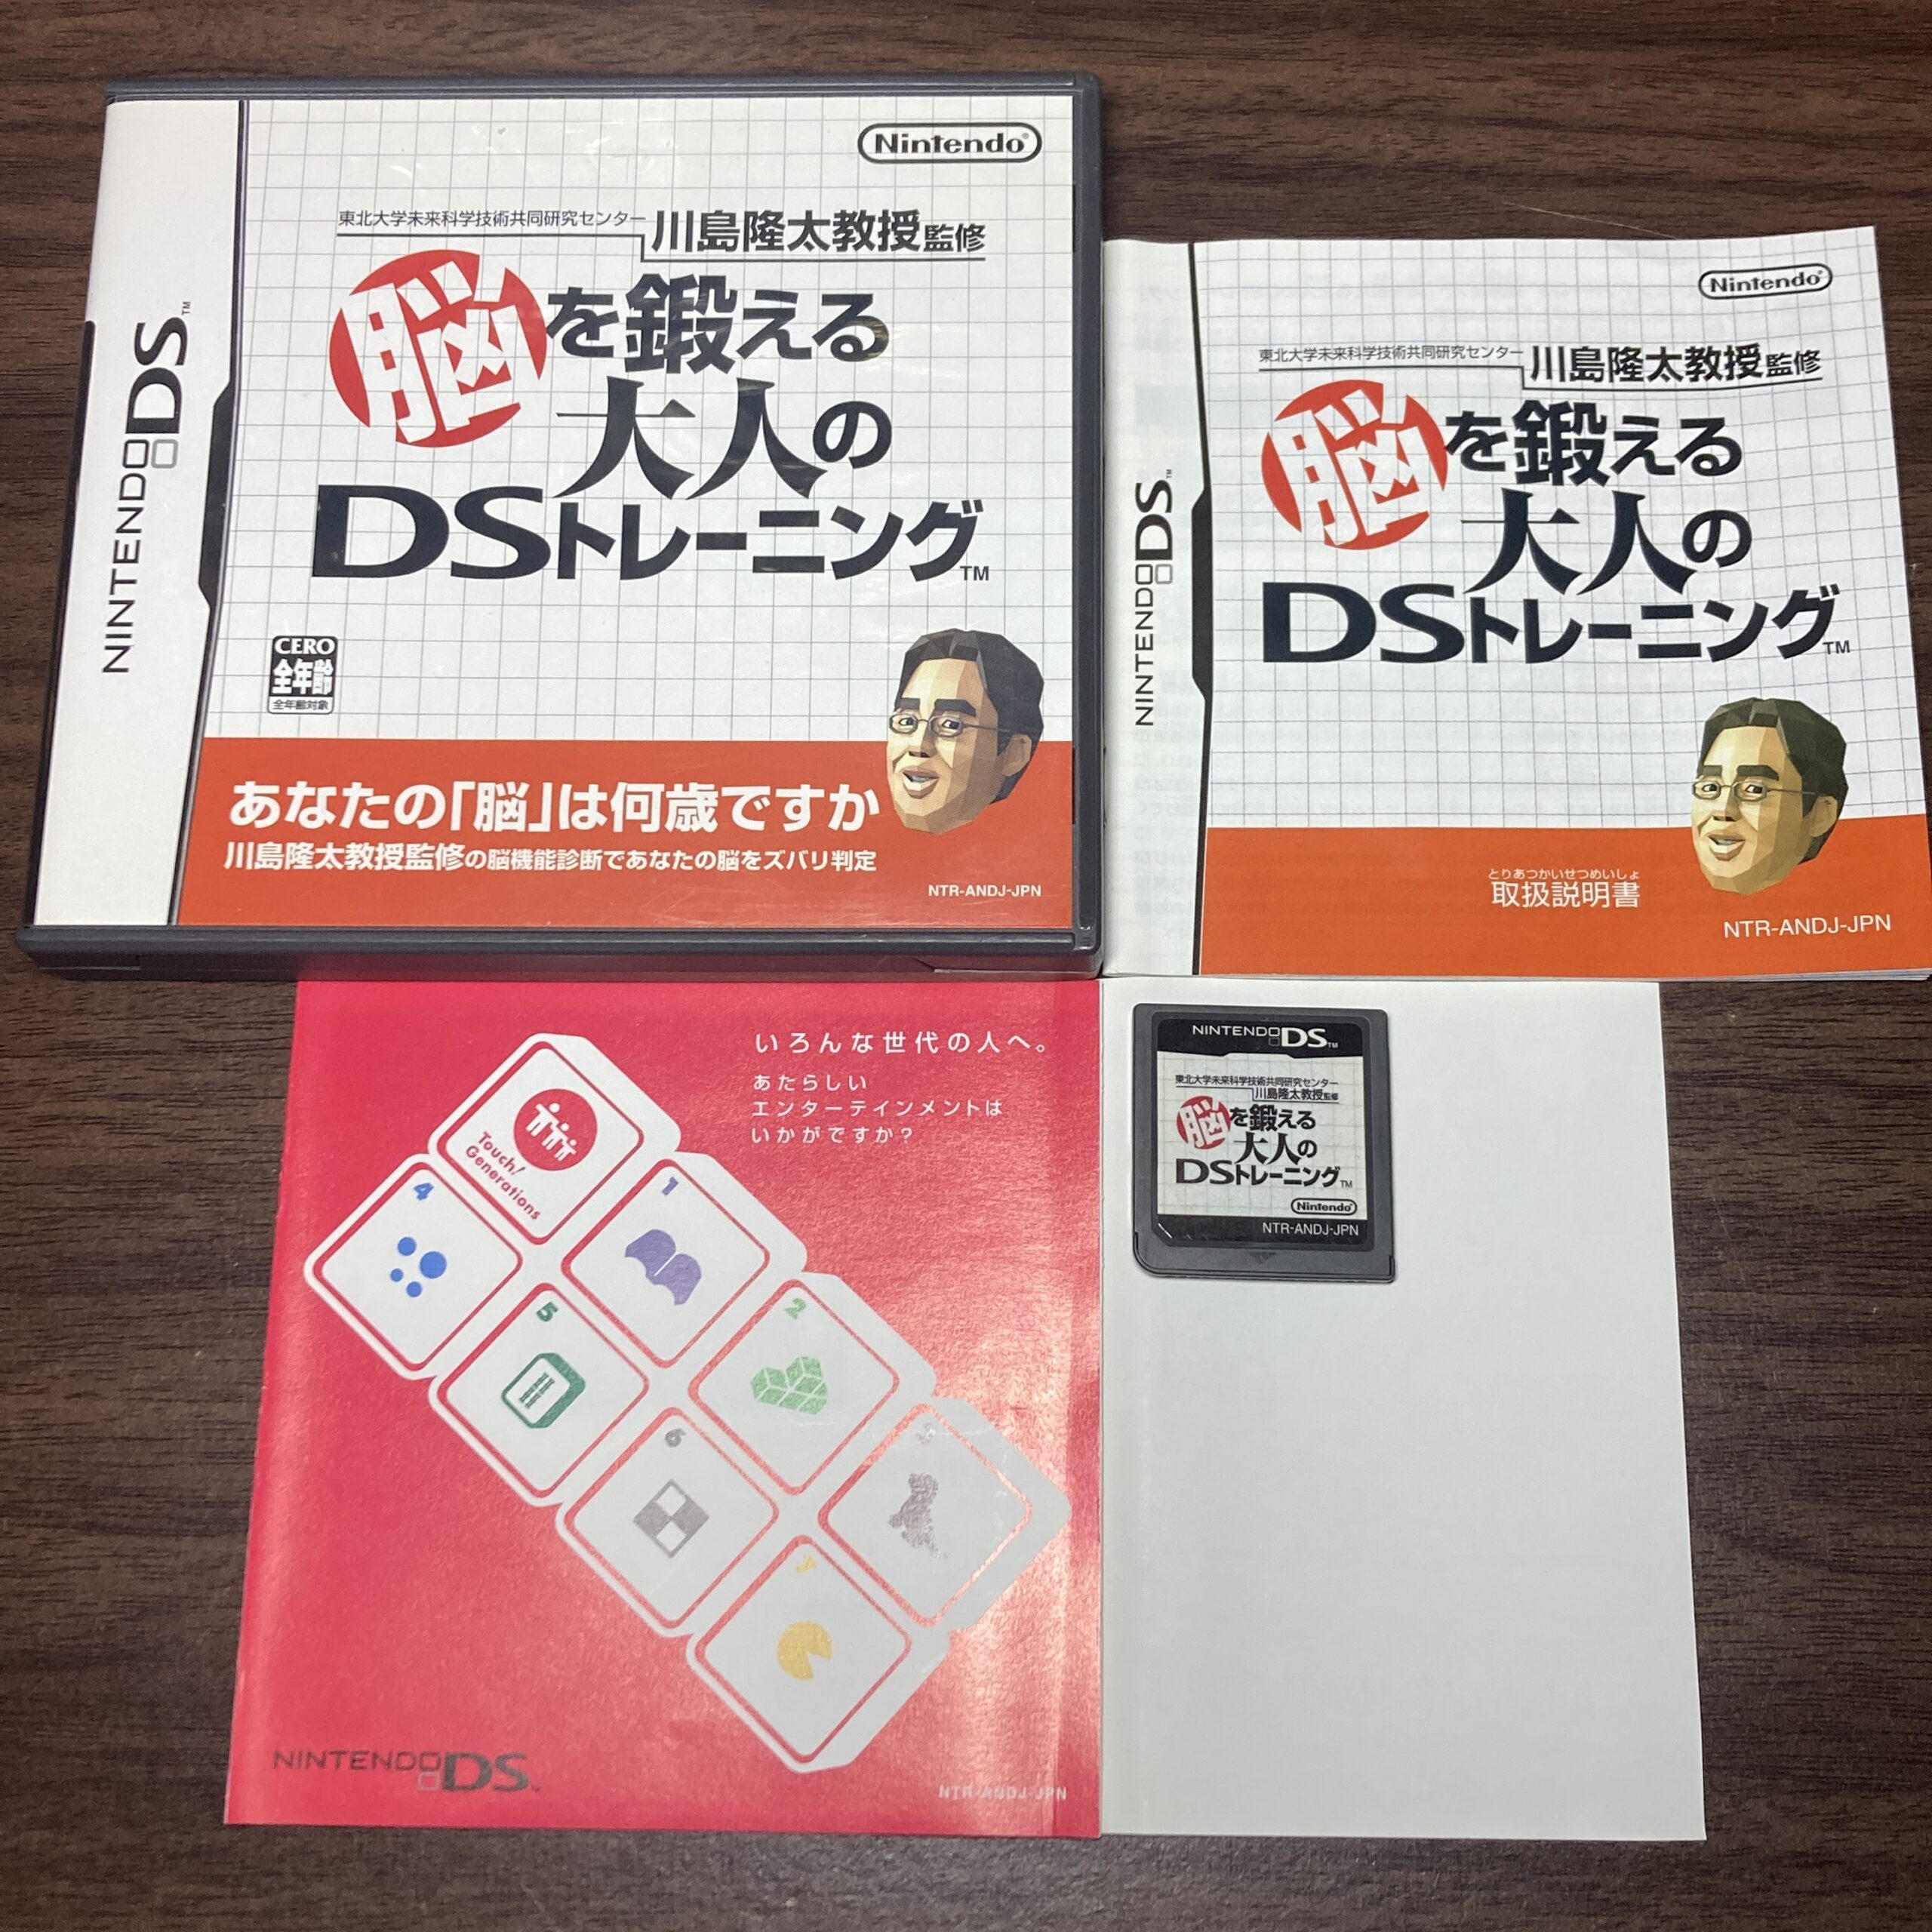 NINTENDO DS™
Nintendo®
東北大学未来科学技術共同研究センター
川島隆太教授監修
脳を鍛える
大人の
DSトレーニング™
CERO
全年齢
全年齢対象
あなたの「脳」は何歳ですか
川島隆太教授監修の脳機能診断であなたの脳をズバリ判定
NTR-ANDJ-JPN
NINTENDO DS™
Nintendo®
東北大学未来科学技術共同研究センター
川島隆太教授監修
脳を鍛える
大人の
DSトレーニング™
とりあつかいせつめいしょ
取扱説明書
NTR-ANDJ-JPN
いろんな世代の人へ。
あたらしい
エンターテインメントは
いかがですか?
Touch!
Generations
1
4
2
5
3
6
7
NINTENDO DS™
NTR-ANDJ-JPN
NINTENDO DS™
東北大学未来科学技術共同研究センター
川島隆太教授監修
脳を鍛える
大人の
DSトレーニング™
Nintendo
NTR-ANDJ-JPN